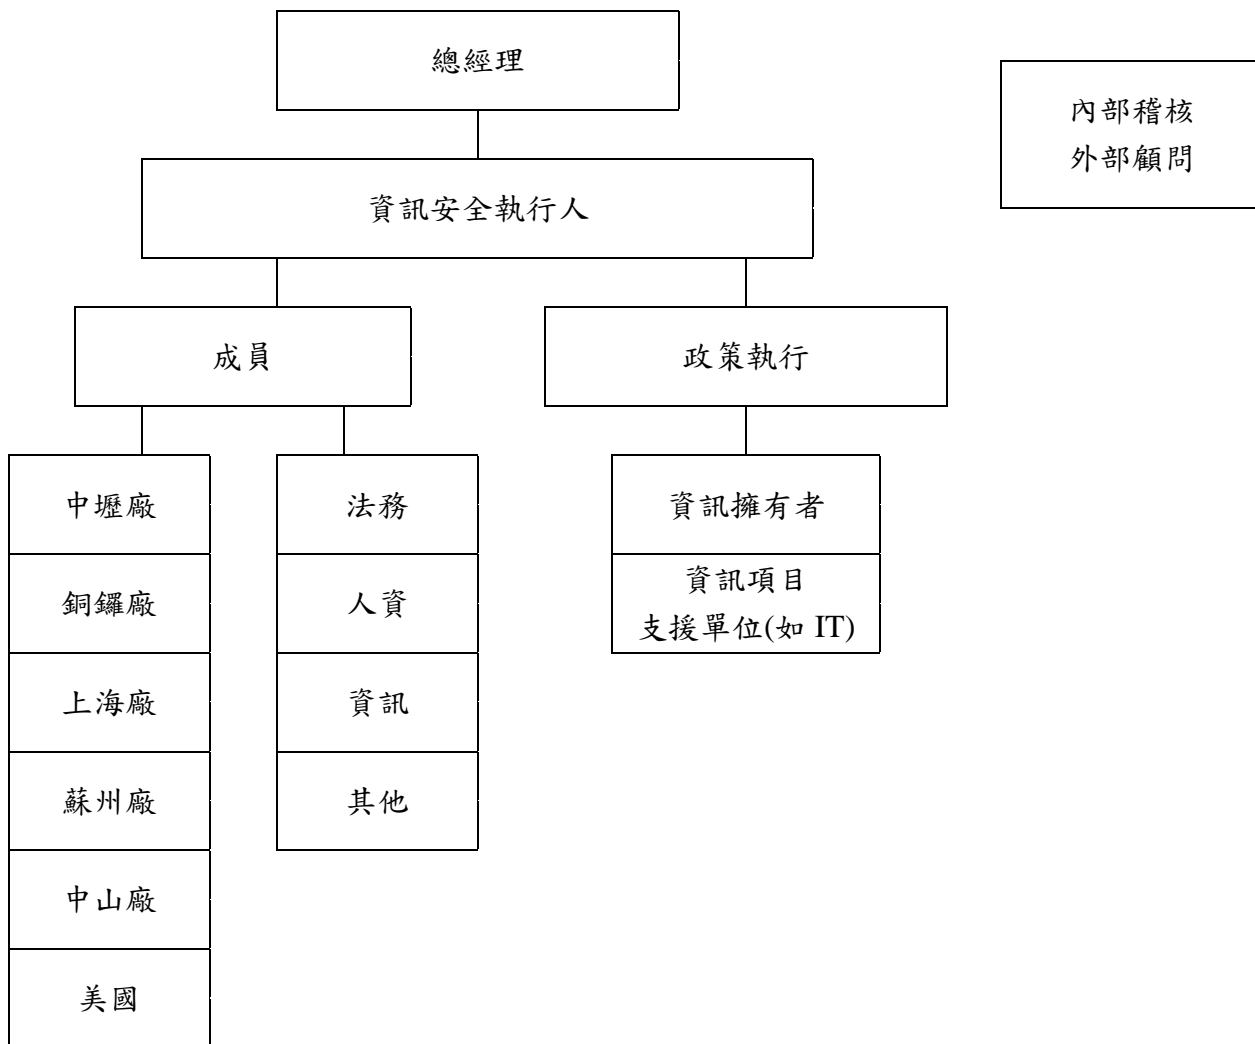 總經理
內部稽核
外部顧問
資訊安全執行人
成員
政策執行
中壢廠
銅鑼廠
上海廠
蘇州廠
中山廠
美國
法務
人資
資訊
其他
資訊擁有者
資訊項目
支援單位(如 IT)